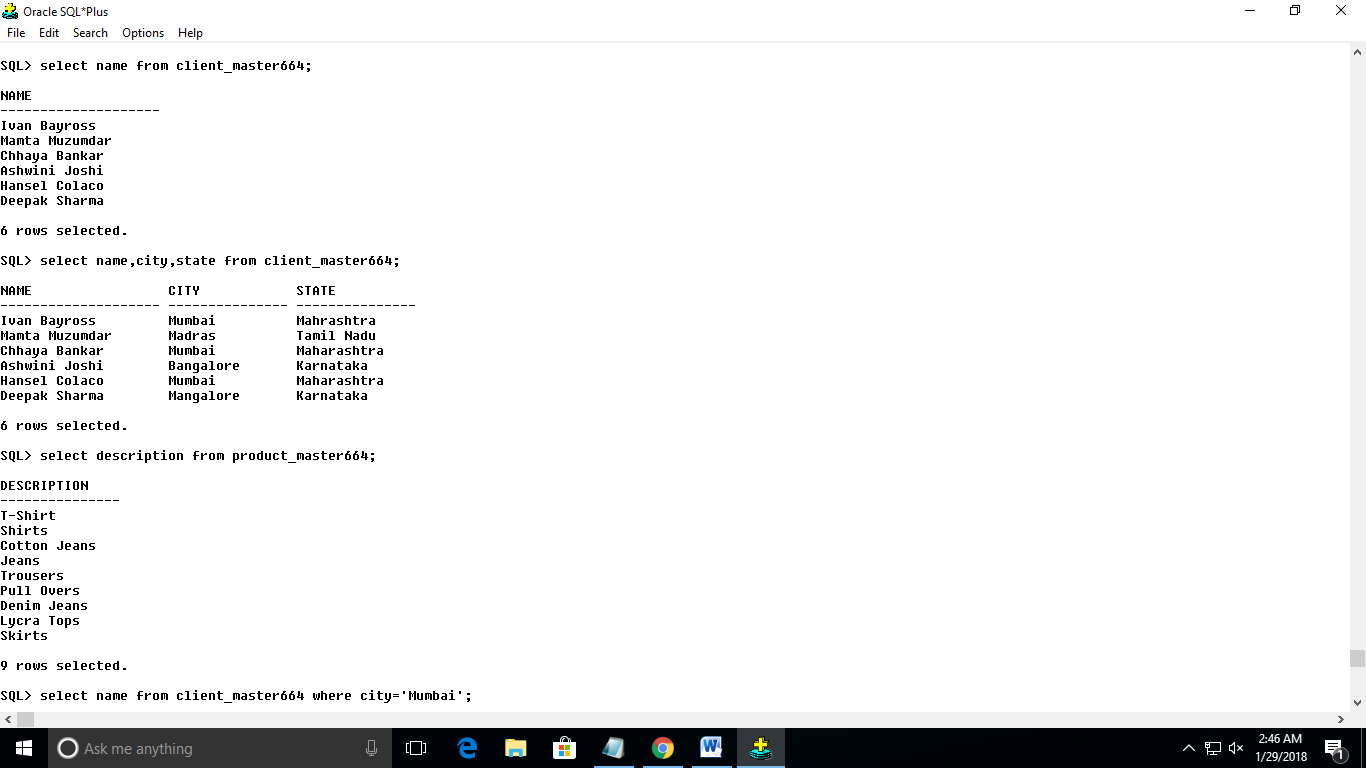 Oracle SQL*Plus
File Edit Search Options Help
SQL> select name from client_master664;
NAME
--------------------
Ivan Bayross
Mamta Muzumdar
Chhaya Bankar
Ashwini Joshi
Hansel Colaco
Deepak Sharma
6 rows selected.
SQL> select name,city,state from client_master664;
NAME                 CITY            STATE
-------------------- --------------- ---------------
Ivan Bayross         Mumbai          Mahrashtra
Mamta Muzumdar       Madras          Tamil Nadu
Chhaya Bankar        Mumbai          Maharashtra
Ashwini Joshi        Bangalore       Karnataka
Hansel Colaco        Mumbai          Maharashtra
Deepak Sharma        Mangalore       Karnataka
6 rows selected.
SQL> select description from product_master664;
DESCRIPTION
---------------
T-Shirt
Shirts
Cotton Jeans
Jeans
Trousers
Pull Overs
Denim Jeans
Lycra Tops
Skirts
9 rows selected.
SQL> select name from client_master664 where city='Mumbai';
Ask me anything
2:46 AM
1/29/2018
1